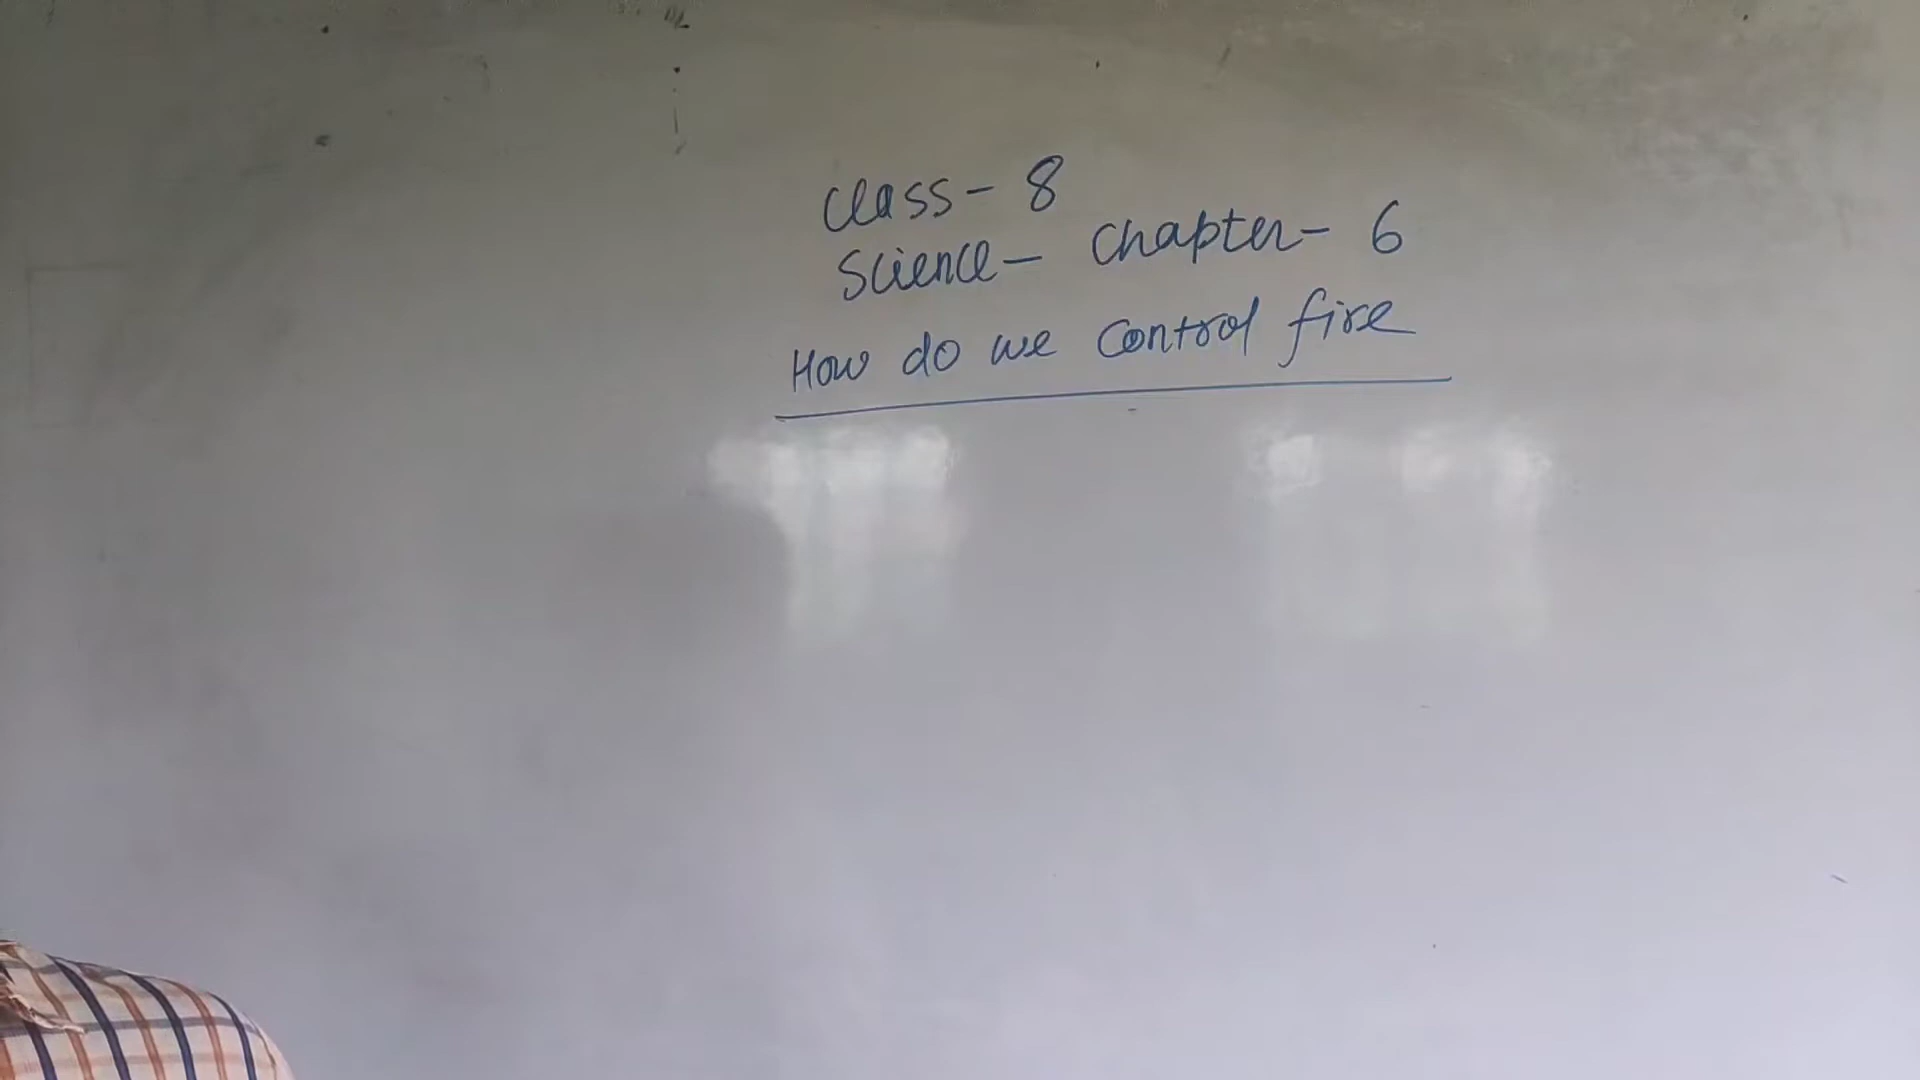 Class - 8
Science - Chapter - 6
How do we Control fire